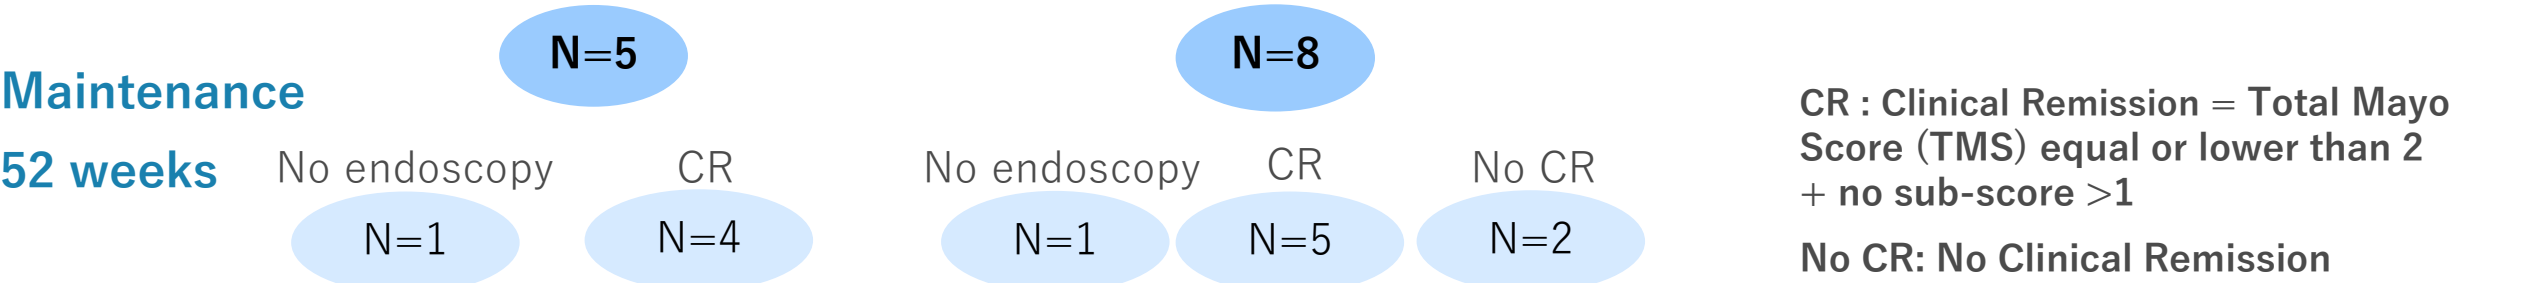 N=5
N=8
Maintenance
52 weeks
No endoscopy
CR
No endoscopy
CR
No CR
N=1
N=4
N=1
N=5
N=2
CR : Clinical Remission = Total Mayo
Score (TMS) equal or lower than 2
+ no sub-score >1
No CR: No Clinical Remission